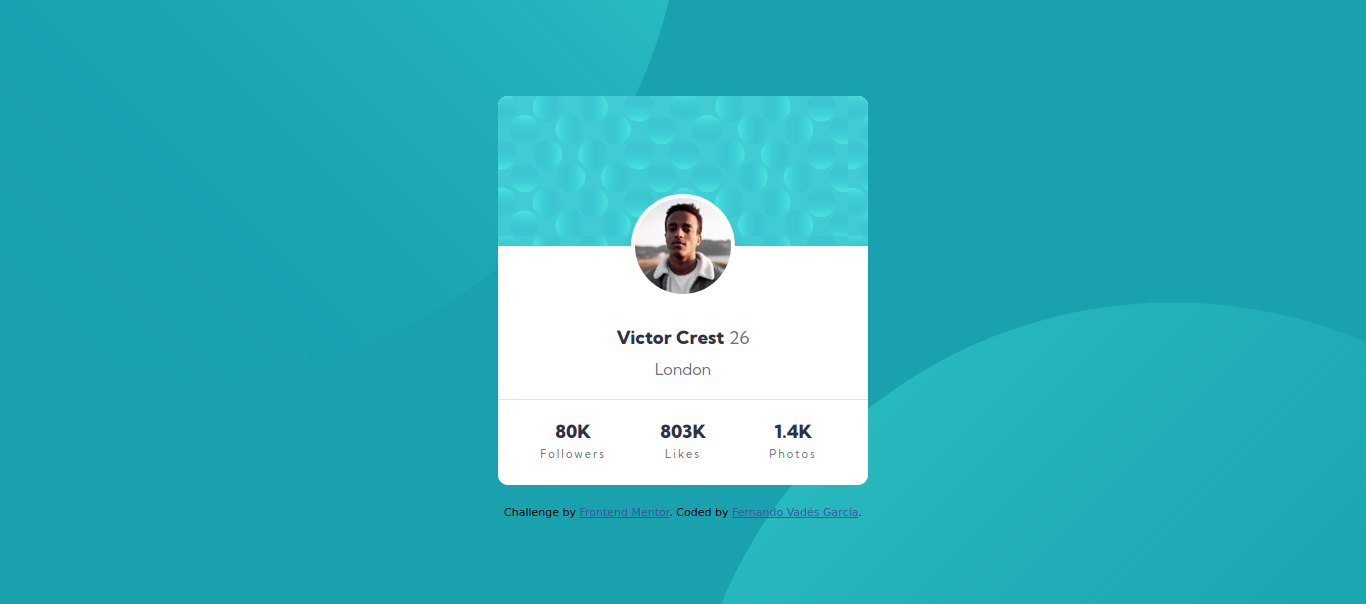 Victor Crest 26
London
80K 803K 1.4K
Followers Likes Photos
Challenge by Frontend Mentor. Coded by Fernando Vadés García.